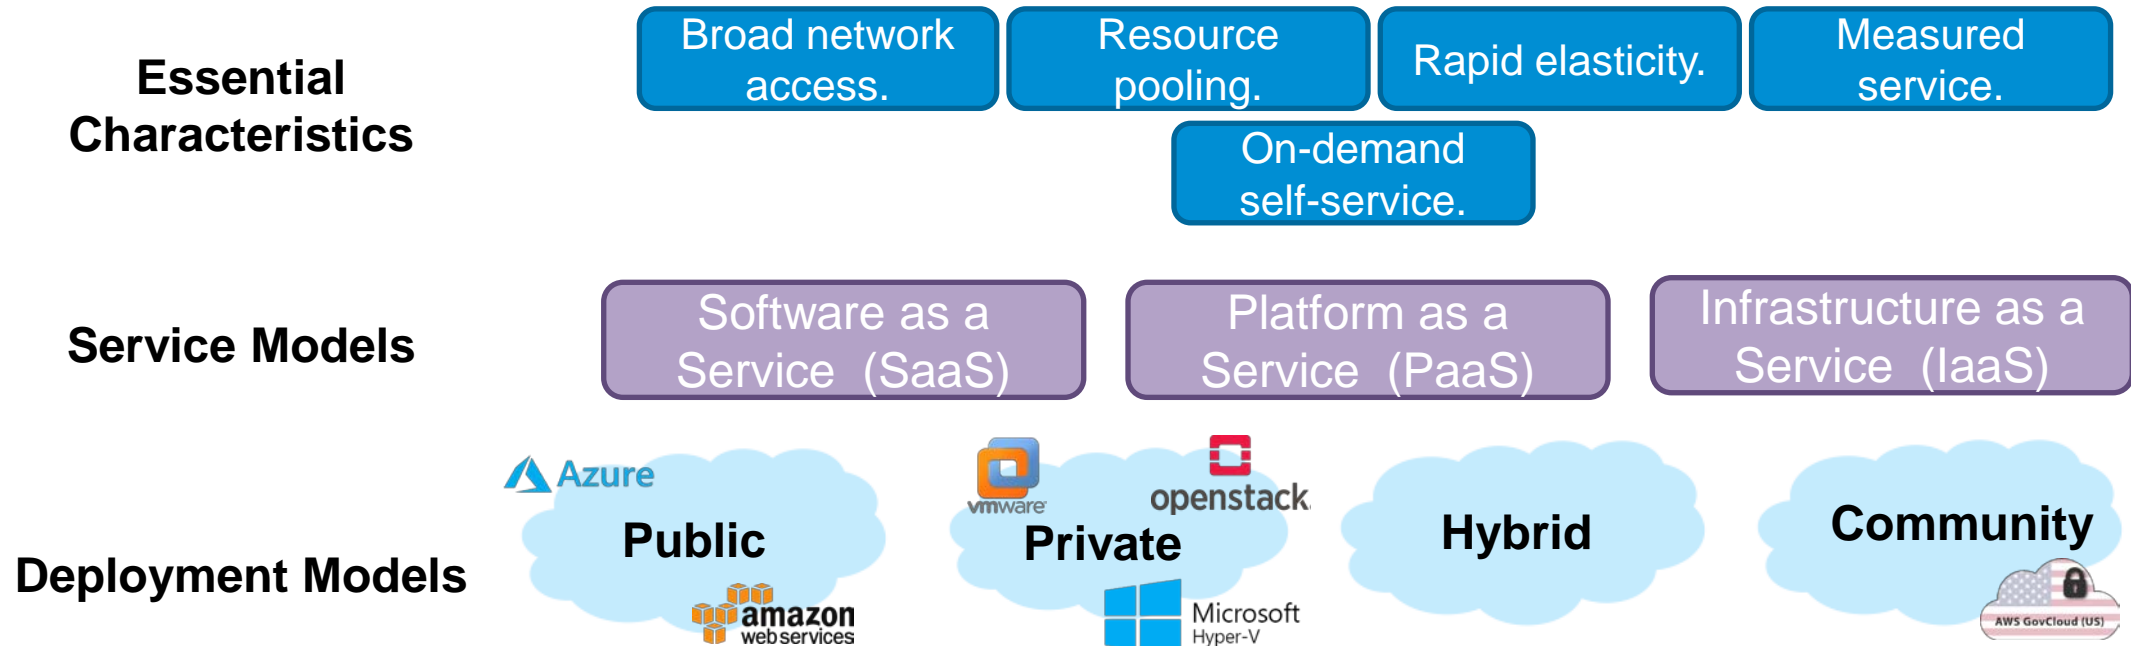 Essential
Characteristics
Broad network
access.
Resource
pooling.
Rapid elasticity.
Measured
service.
On-demand
self-service.
Service Models
Software as a
Service (SaaS)
Platform as a
Service (PaaS)
Infrastructure as a
Service (IaaS)
Deployment Models
Azure
Public
amazon
webservices
vmware
openstack.
Private
Microsoft
Hyper-V
Hybrid
Community
AWS GovCloud (US)